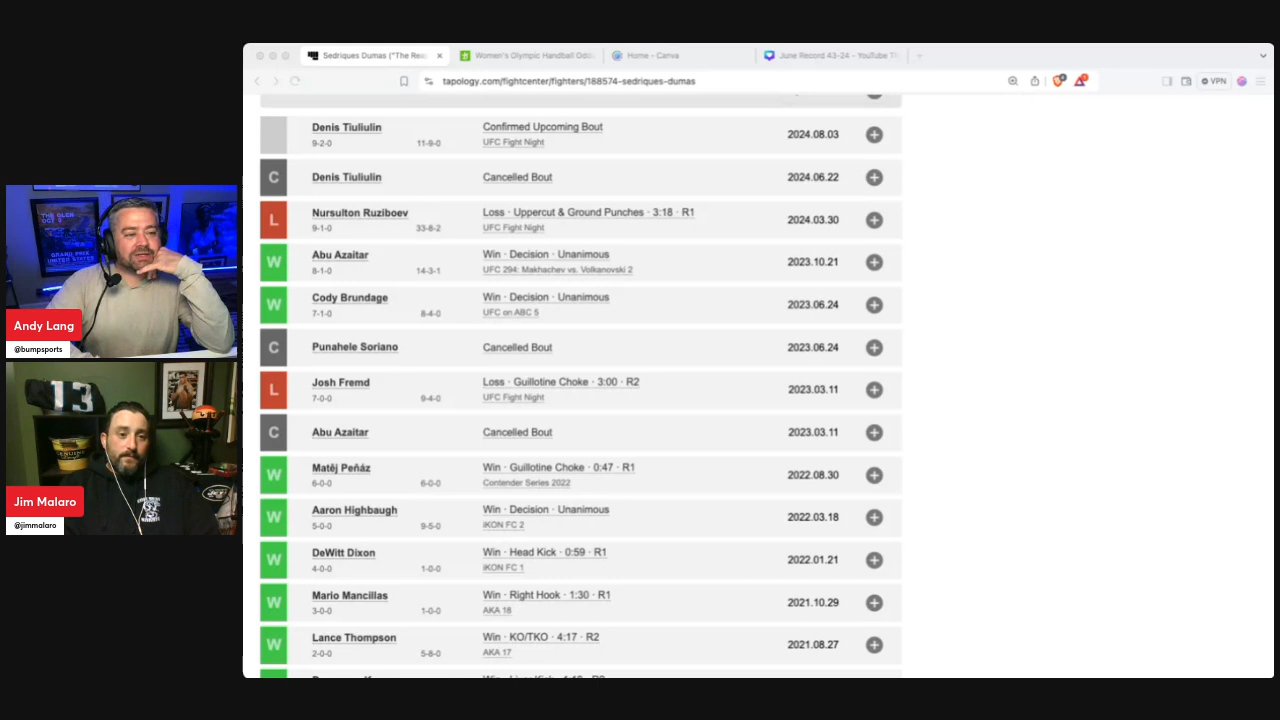 Sedriques Dumas ("The Rea
Women's Olympic Handball Odd
Home - Canva
June Record 43-24 - YouTube T
tapology.com/fightcenter/fighters/188574-sedriques-dumas
VPN
Denis Tiuliulin
9-2-0
11-9-0
Confirmed Upcoming Bout
UFC Fight Night
2024.08.03
C
Denis Tiuliulin
Cancelled Bout
2024.06.22
L
Nursulton Ruziboev
9-1-0
33-8-2
Loss · Uppercut & Ground Punches · 3:18 · R1
UFC Fight Night
2024.03.30
W
Abu Azaitar
8-1-0
14-3-1
Win · Decision · Unanimous
UFC 294: Makhachev vs. Volkanovski 2
2023.10.21
W
Cody Brundage
7-1-0
8-4-0
Win · Decision · Unanimous
UFC on ABC 5
2023.06.24
C
Punahele Soriano
Cancelled Bout
2023.06.24
L
Josh Fremd
7-0-0
9-4-0
Loss · Guillotine Choke · 3:00 · R2
UFC Fight Night
2023.03.11
C
Abu Azaitar
Cancelled Bout
2023.03.11
W
Matěj Peňáz
6-0-0
6-0-0
Win · Guillotine Choke · 0:47 · R1
Contender Series 2022
2022.08.30
W
Aaron Highbaugh
5-0-0
9-5-0
Win · Decision · Unanimous
iKON FC 2
2022.03.18
W
DeWitt Dixon
4-0-0
1-0-0
Win · Head Kick · 0:59 · R1
iKON FC 1
2022.01.21
W
Mario Mancillas
3-0-0
1-0-0
Win · Right Hook · 1:30 · R1
AKA 18
2021.10.29
W
Lance Thompson
2-0-0
5-8-0
Win · KO/TKO · 4:17 · R2
AKA 17
2021.08.27
THE GLEN
OCT 3
GRAND PRIX
UNITED STATES
Andy Lang
@bumpsports
13
GENUINE
JETS
Jim Malaro
@jimmalaro